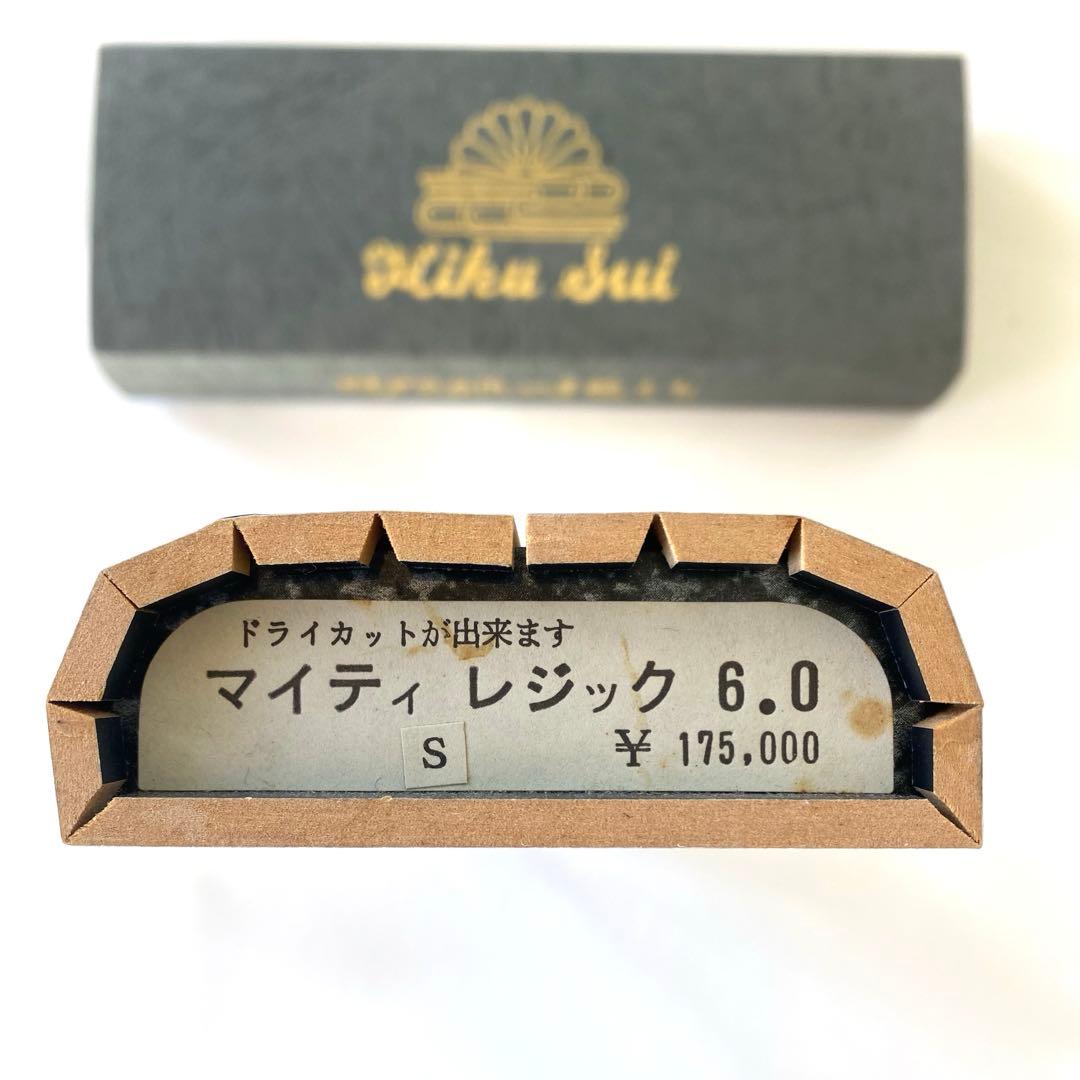 Kiku Sui
ドライカットが出来ます
マイティ レジック 6.0
S
¥ 175,000